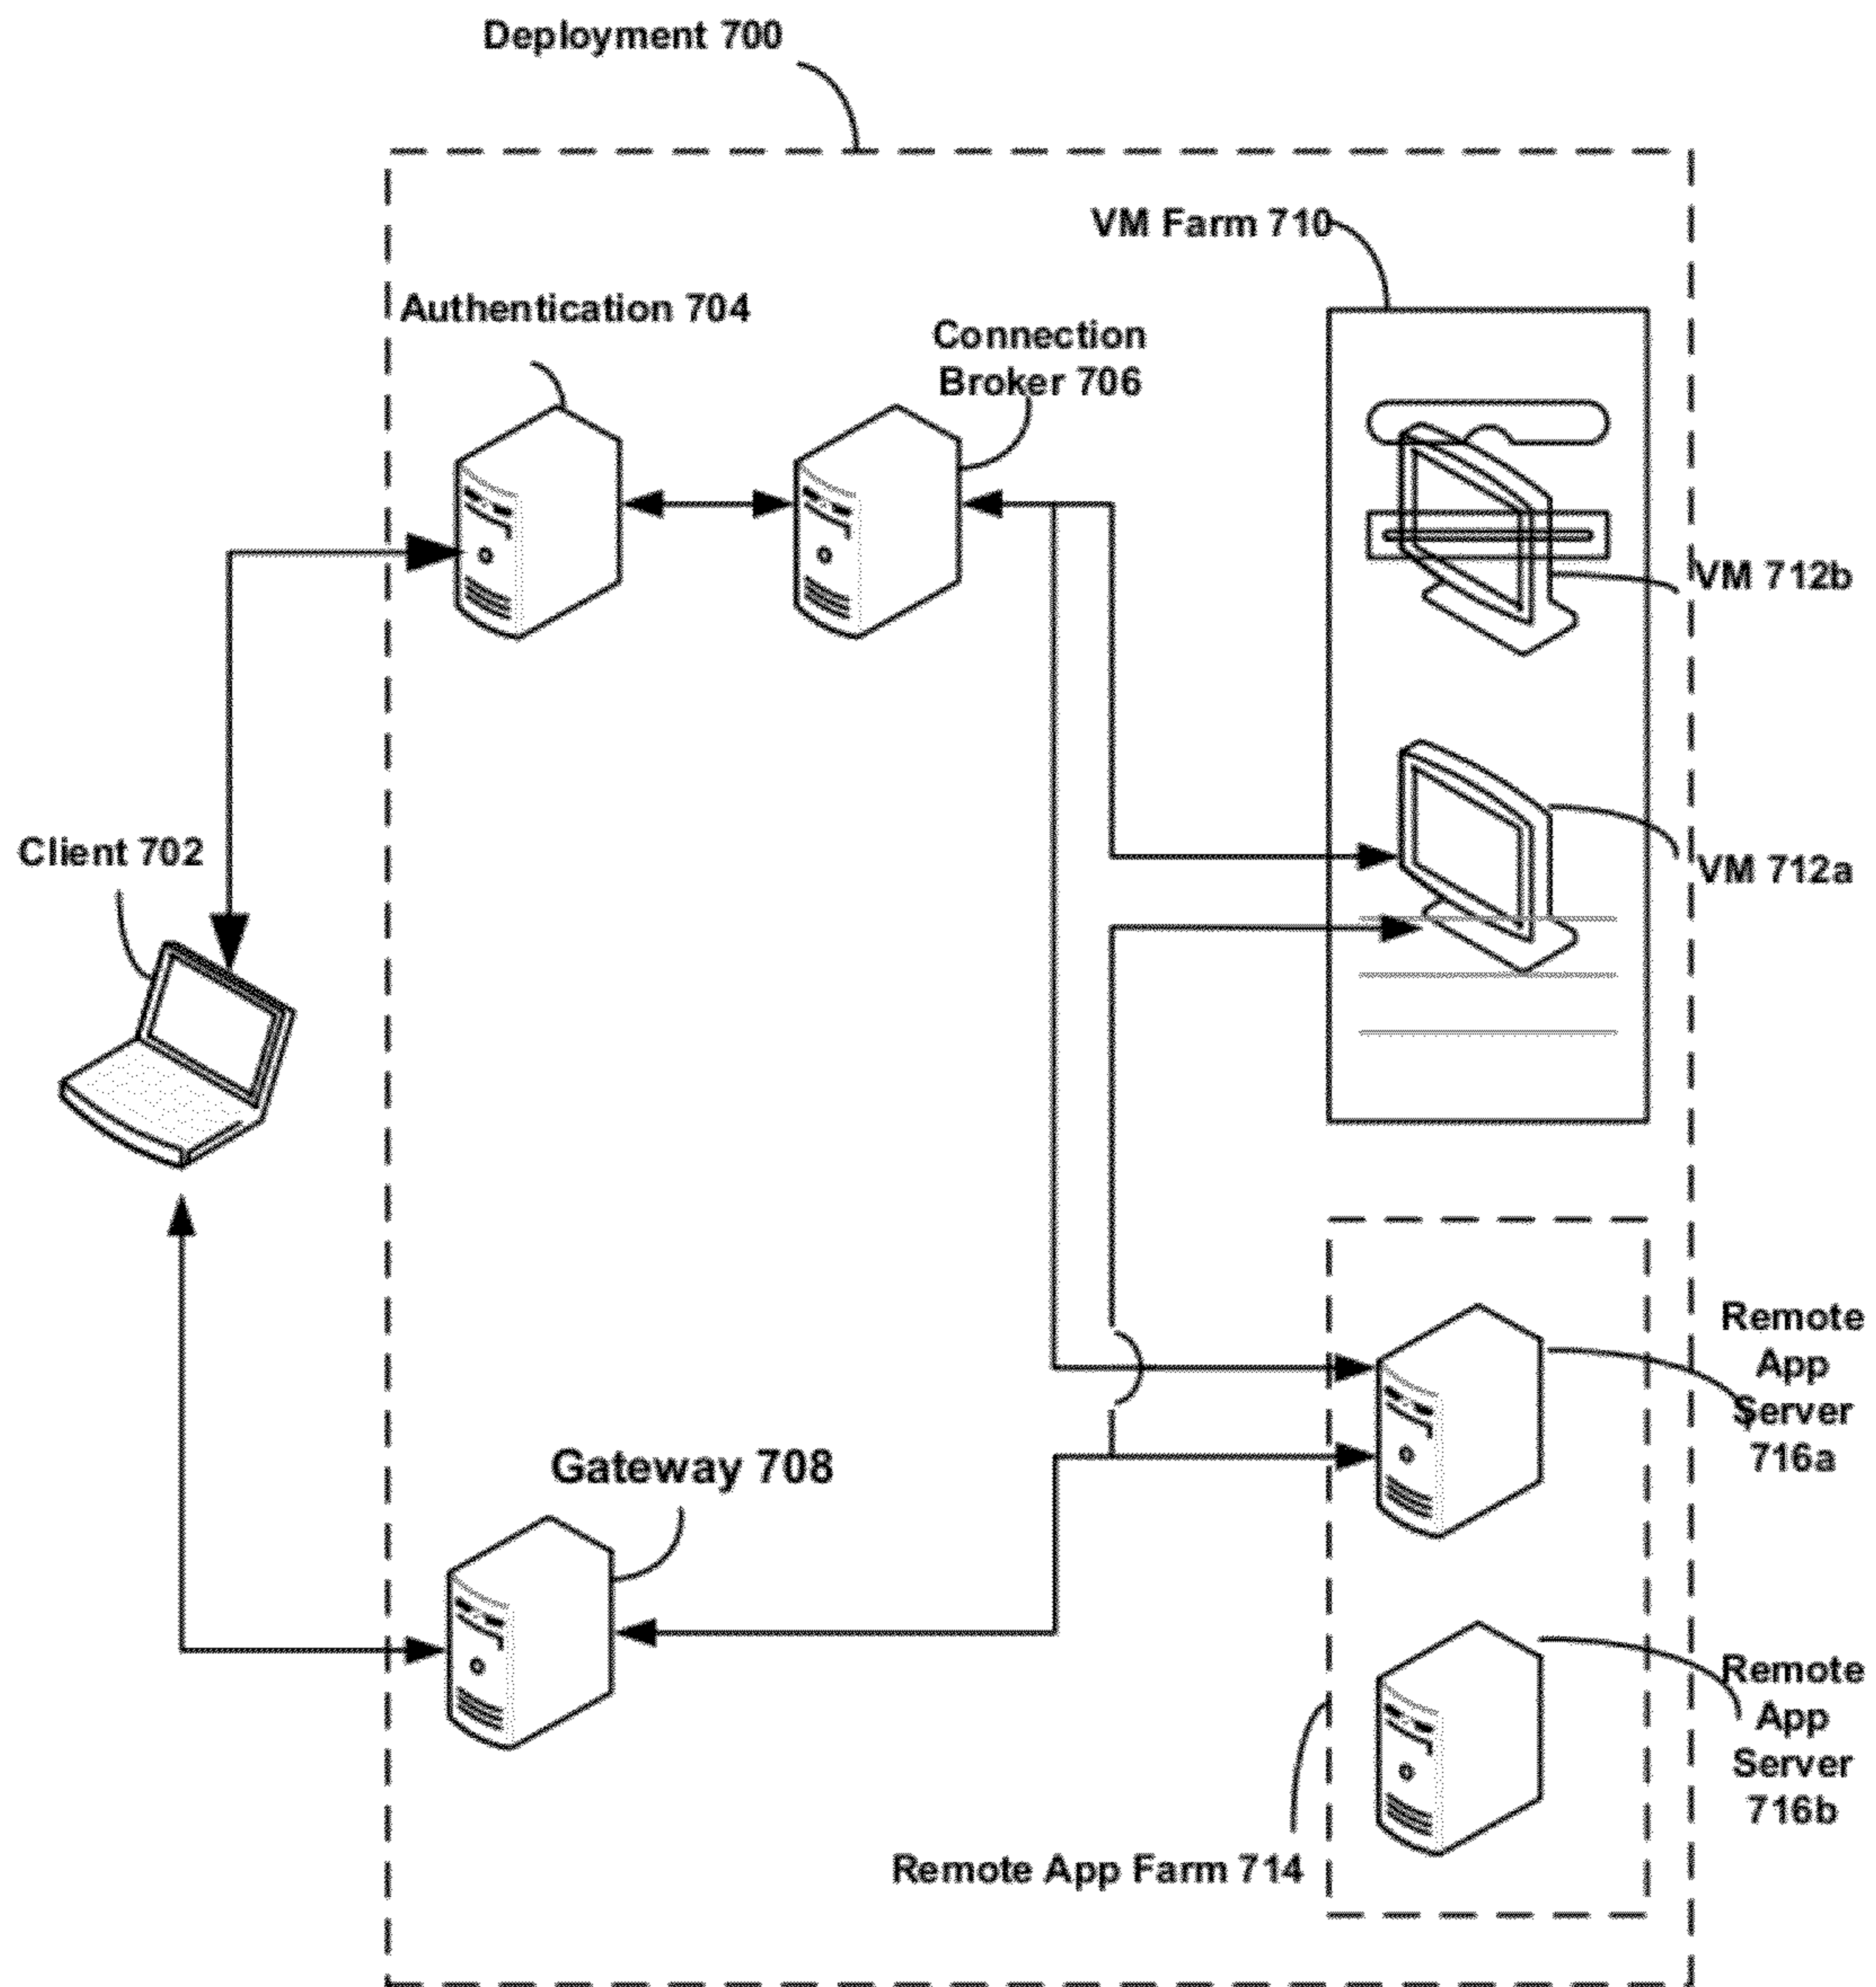 Deployment 700
VM Farm 710
Authentication 704
Connection
Broker 706
VM 712b
Client 702
VM 712a
Remote
App
Server
716a
Gateway 708
Remote
App
Server
716b
Remote App Farm 714